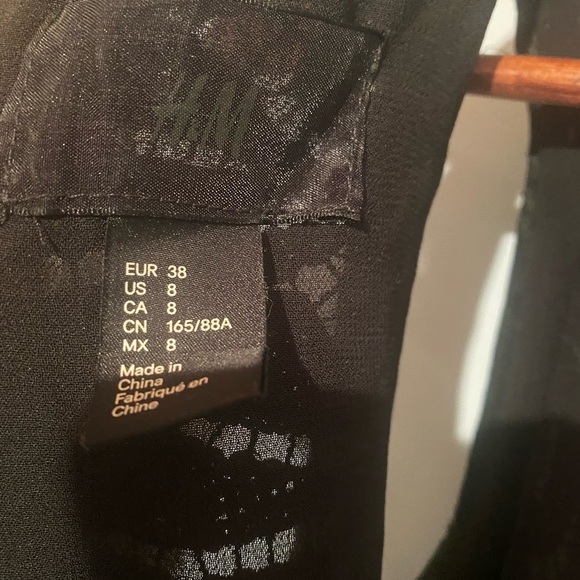 H&M
EUR 38
US 8
CA 8
CN 165/88A
MX 8
Made in
China
Fabriqué en
Chine